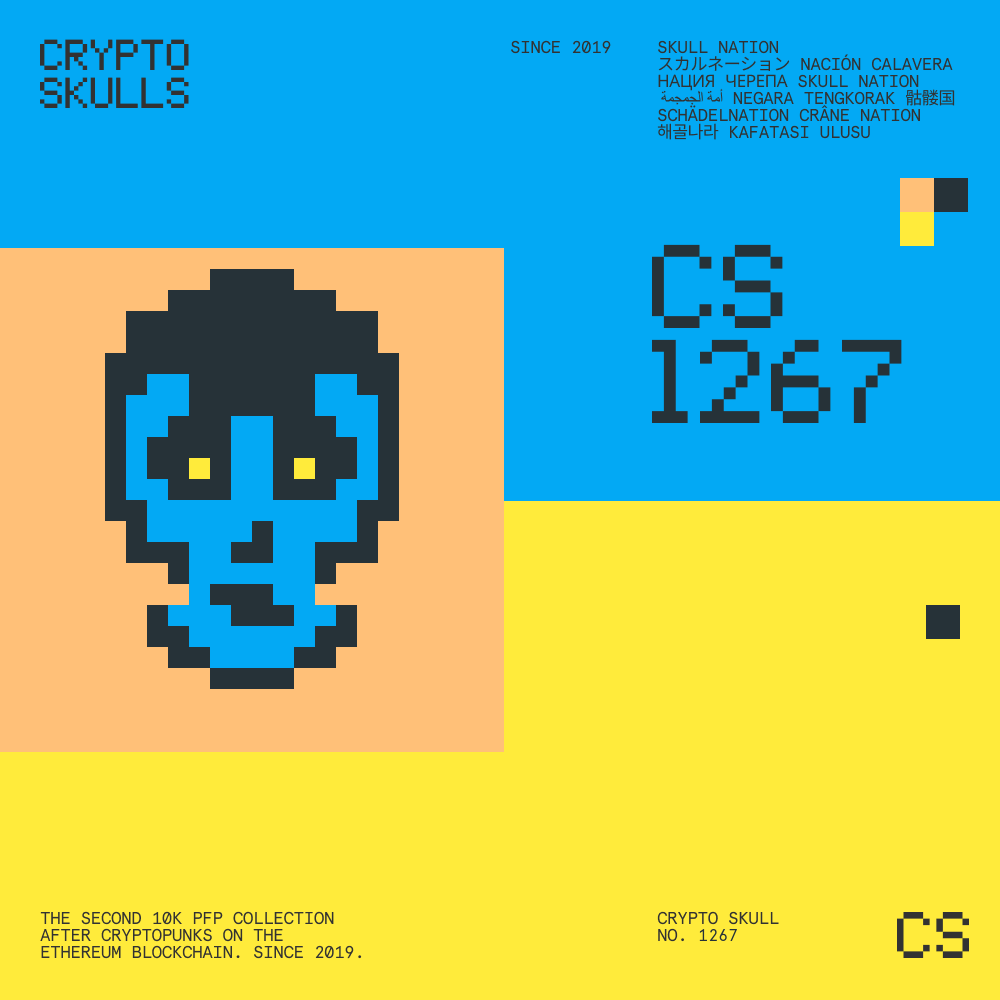 CRYPTO
SKULLS
SINCE 2019
SKULL NATION
スカルネーション NACIÓN CALAVERA
НАЦИЯ ЧЕРЕПА SKULL NATION
أمة الجمجمة NEGARA TENGKORAK 骷髅国
SCHÄDELNATION CRÂNE NATION
해골나라 KAFATASI ULUSU
CS
1267
THE SECOND 10K PFP COLLECTION
AFTER CRYPTOPUNKS ON THE
ETHEREUM BLOCKCHAIN. SINCE 2019.
CRYPTO SKULL
NO. 1267
CS